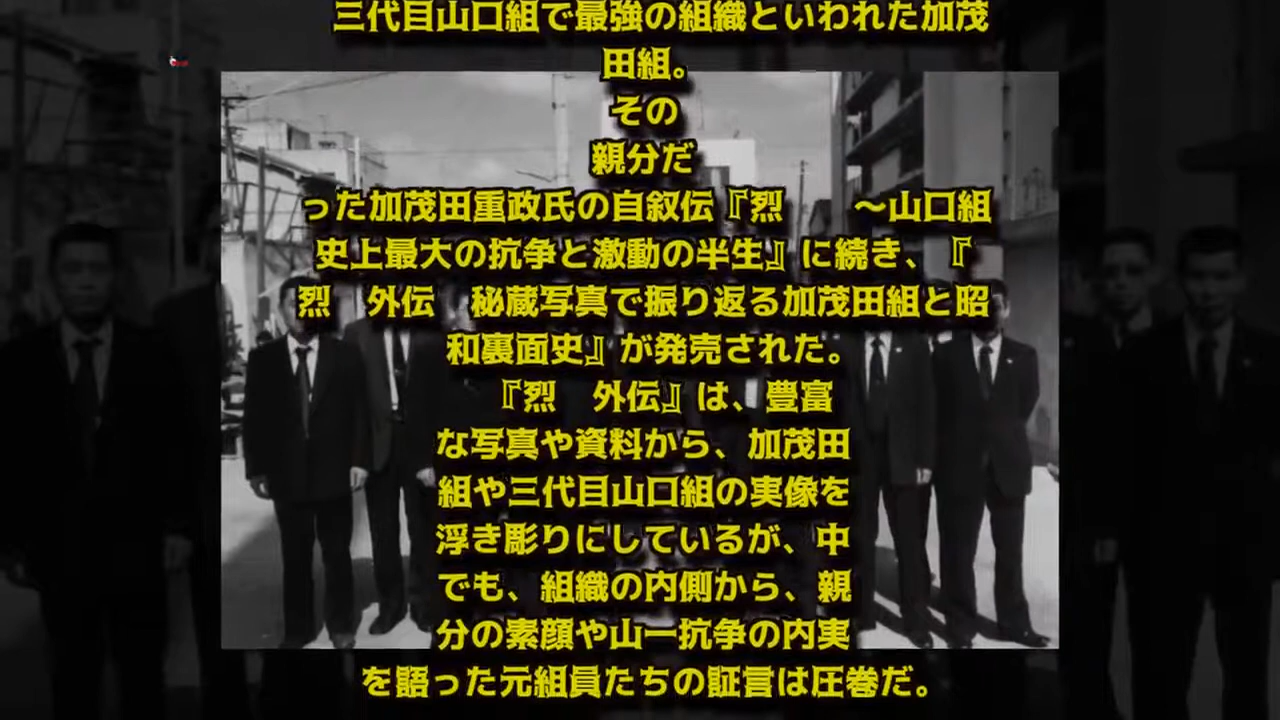 三代目山口組で最強の組織といわれた加茂
田組。
その
親分だ
った加茂田重政氏の自叙伝『烈　　～山口組
史上最大の抗争と激動の半生』に続き、『
烈　外伝　秘蔵写真で振り返る加茂田組と昭
和裏面史』が発売された。
『烈　外伝』は、豊富
な写真や資料から、加茂田
組や三代目山口組の実像を
浮き彫りにしているが、中
でも、組織の内側から、親
分の素顔や山一抗争の内実
を語った元組員たちの証言は圧巻だ。